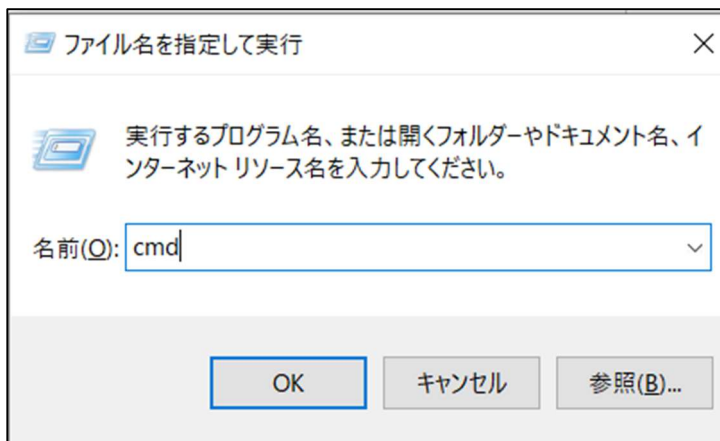 ファイル名を指定して実行
実行するプログラム名、または開くフォルダーやドキュメント名、イ
ンターネット リソース名を入力してください。
名前(O): cmd
OK キャンセル 参照(B)...